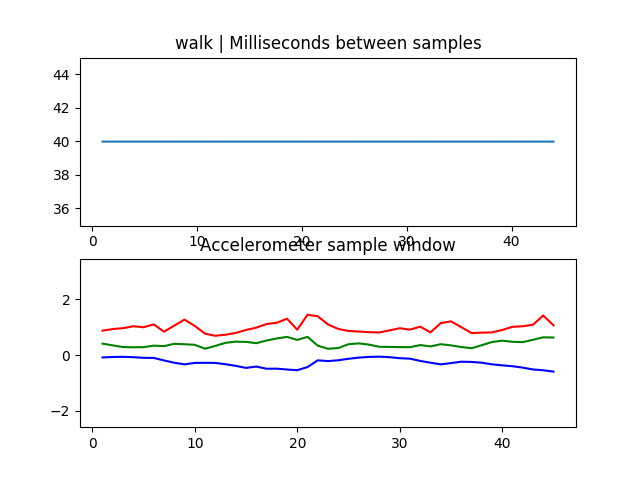 walk | Milliseconds between samples
44
42
40
38
36
0 10 20 30 40
Accelerometer sample window
2
0
−2
0 10 20 30 40